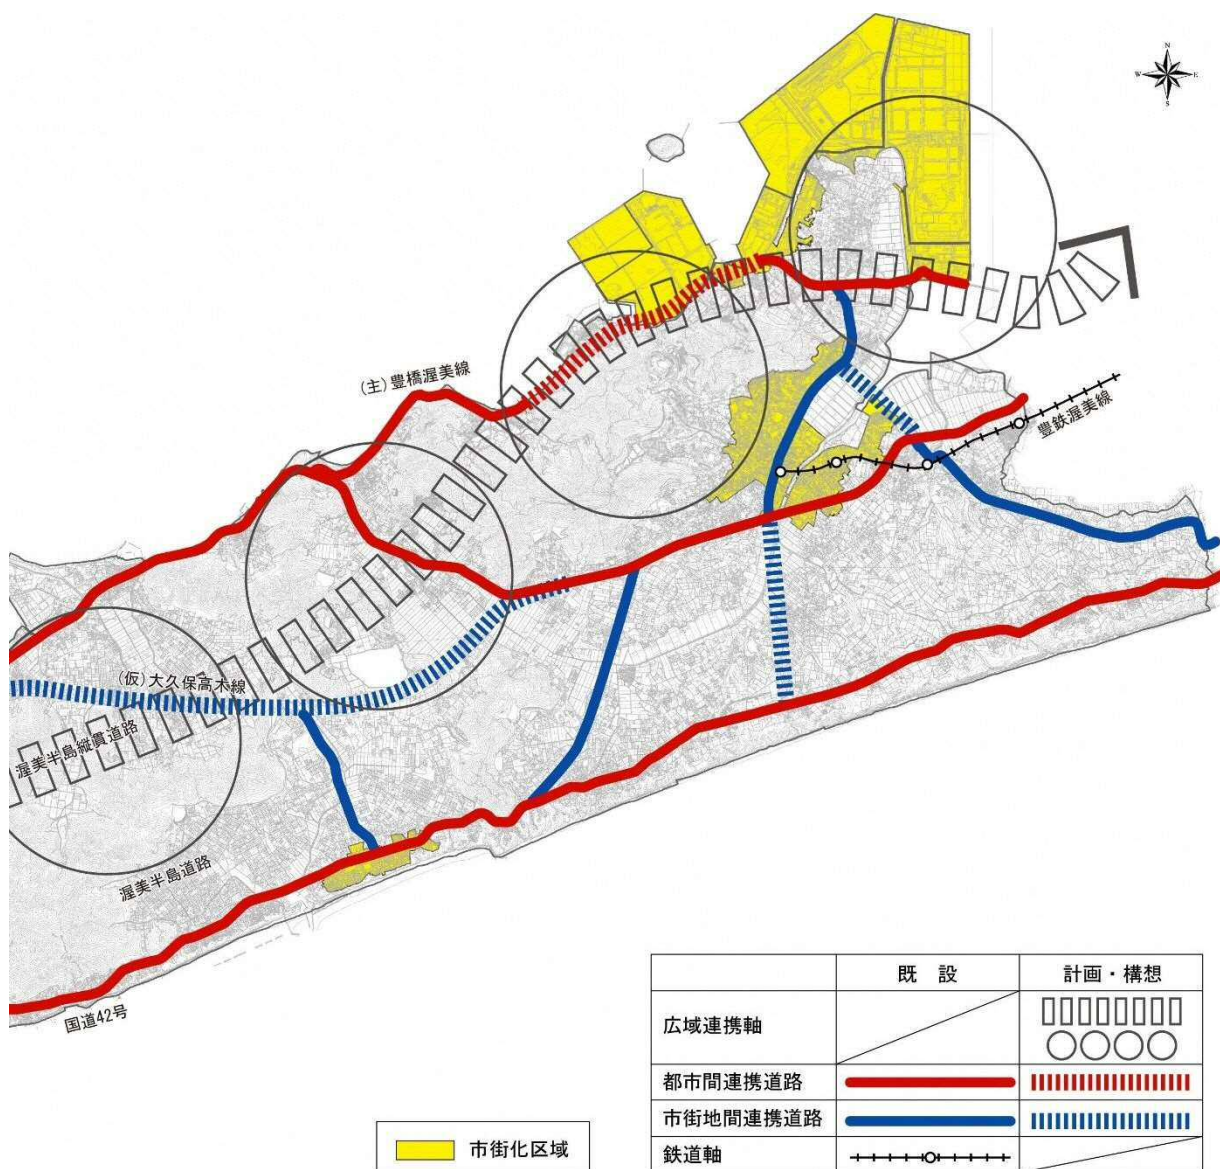 N
W E
S
(主)豊橋渥美線
豊鉄渥美線
(仮)大久保高木線
渥美半島縦貫道路
渥美半島道路
国道42号
既 設
計画・構想
広域連携軸
都市間連携道路
市街地間連携道路
鉄道軸
市街化区域